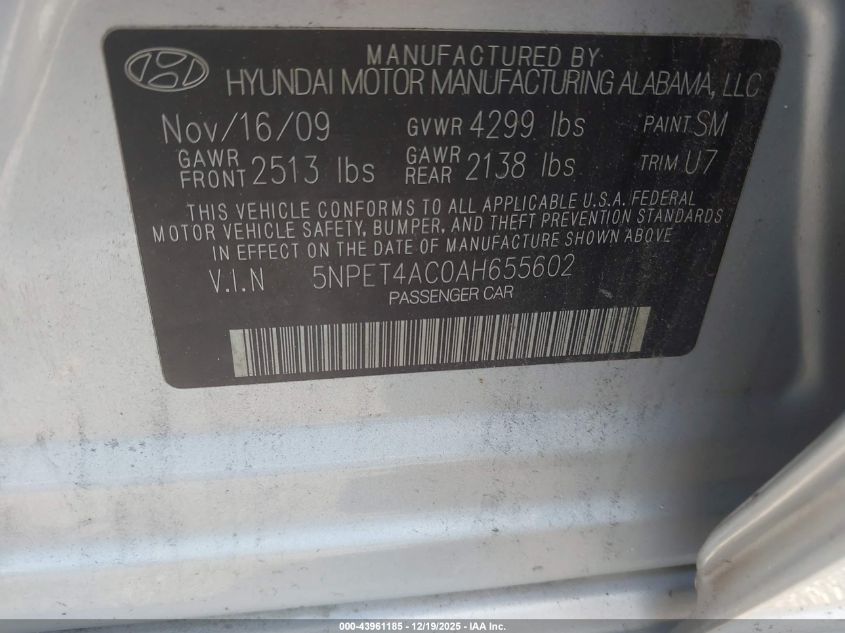 MANUFACTURED BY
HYUNDAI MOTOR MANUFACTURING ALABAMA, LLC
Nov/16/09 GVWR 4299 lbs PAINT SM
GAWR FRONT 2513 lbs GAWR REAR 2138 lbs TRIM U7
THIS VEHICLE CONFORMS TO ALL APPLICABLE U.S.A. FEDERAL
MOTOR VEHICLE SAFETY, BUMPER, AND THEFT PREVENTION STANDARDS
IN EFFECT ON THE DATE OF MANUFACTURE SHOWN ABOVE.
V.I.N 5NPET4AC0AH655602
PASSENGER CAR
000-43961185 - 12/19/2025 - IAA Inc.